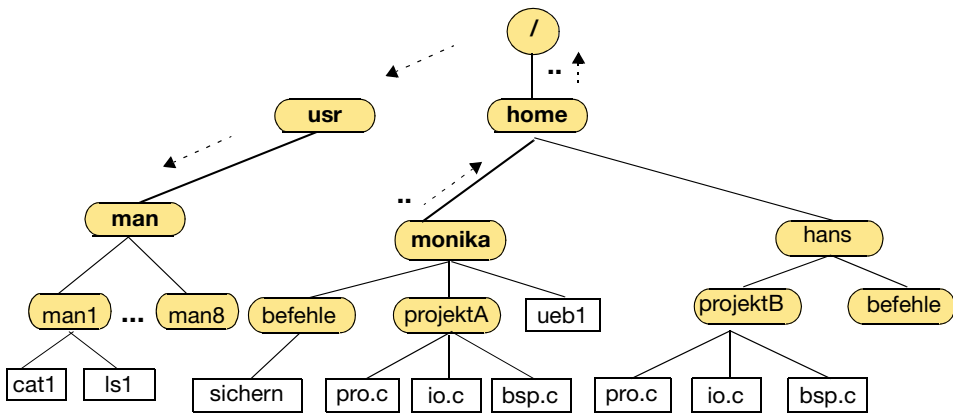 /
..
usr home
..
man monika hans
man1 ... man8 befehle projektA ueb1 projektB befehle
cat1 ls1 sichern pro.c io.c bsp.c pro.c io.c bsp.c